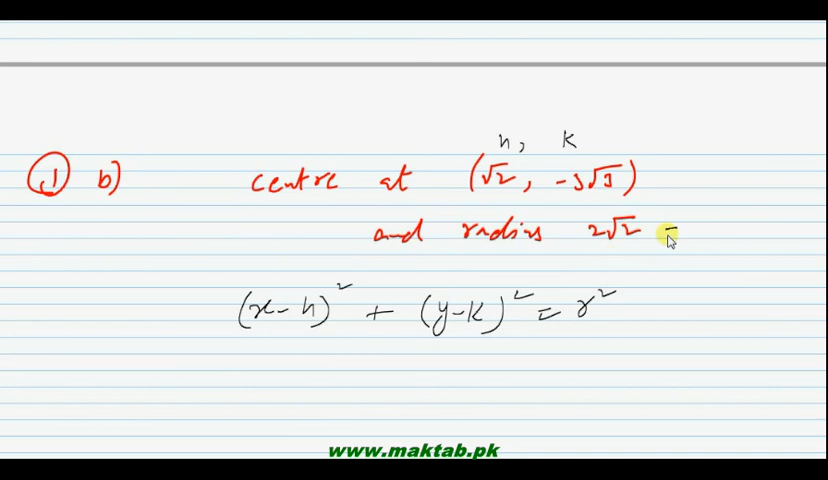 h, k
① b) centre at (√2, -3√3)
and radius 2√2 =
(x-h)² + (y-k)² = r²
www.maktab.pk